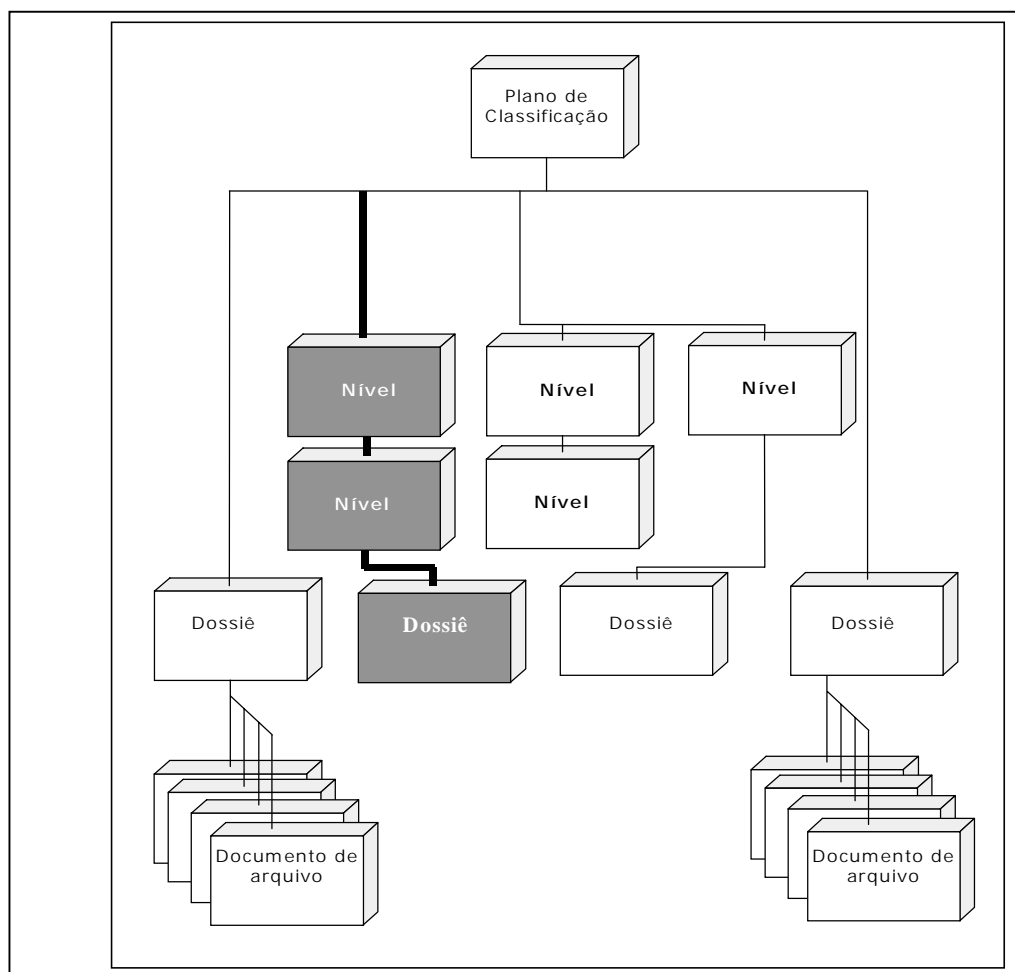 Plano de
Classificação
Nível
Nível
Nível
Nível
Nível
Dossiê
Dossiê
Dossiê
Dossiê
Documento de
arquivo
Documento de
arquivo